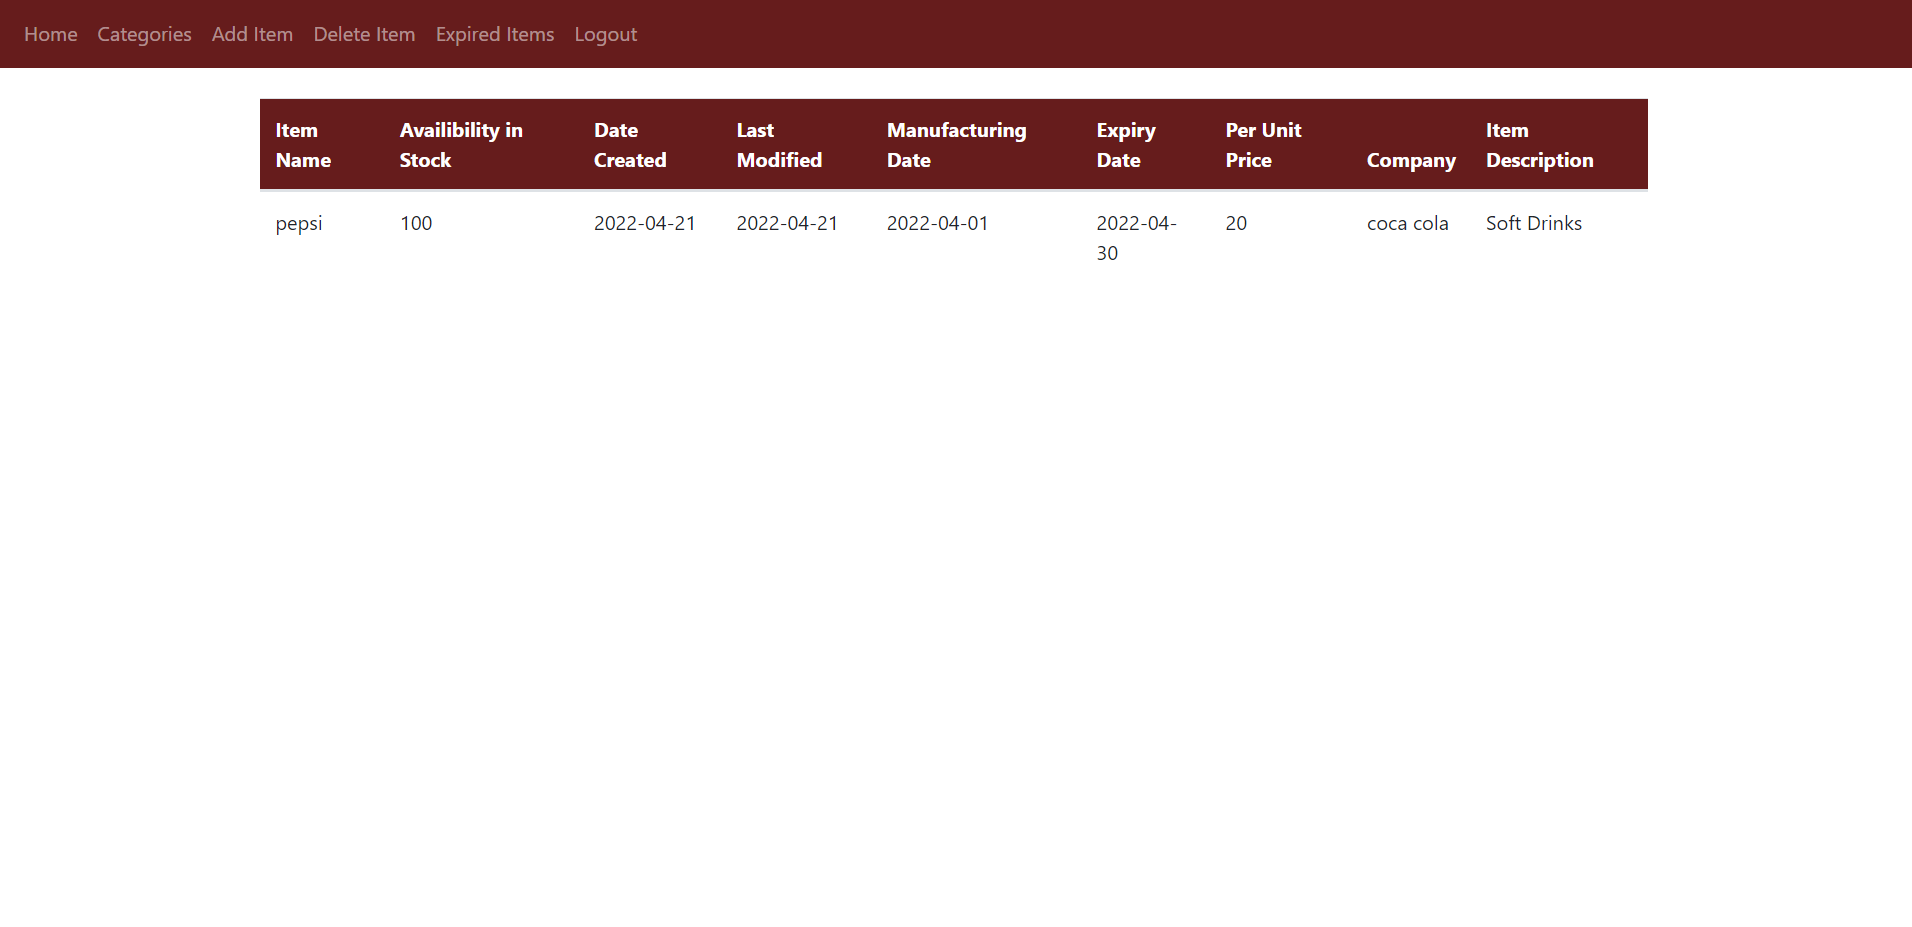 Home Categories Add Item Delete Item Expired Items Logout
Item Name Availibility in Stock Date Created Last Modified Manufacturing Date Expiry Date Per Unit Price Company Item Description
pepsi 100 2022-04-21 2022-04-21 2022-04-01 2022-04-30 20 coca cola Soft Drinks